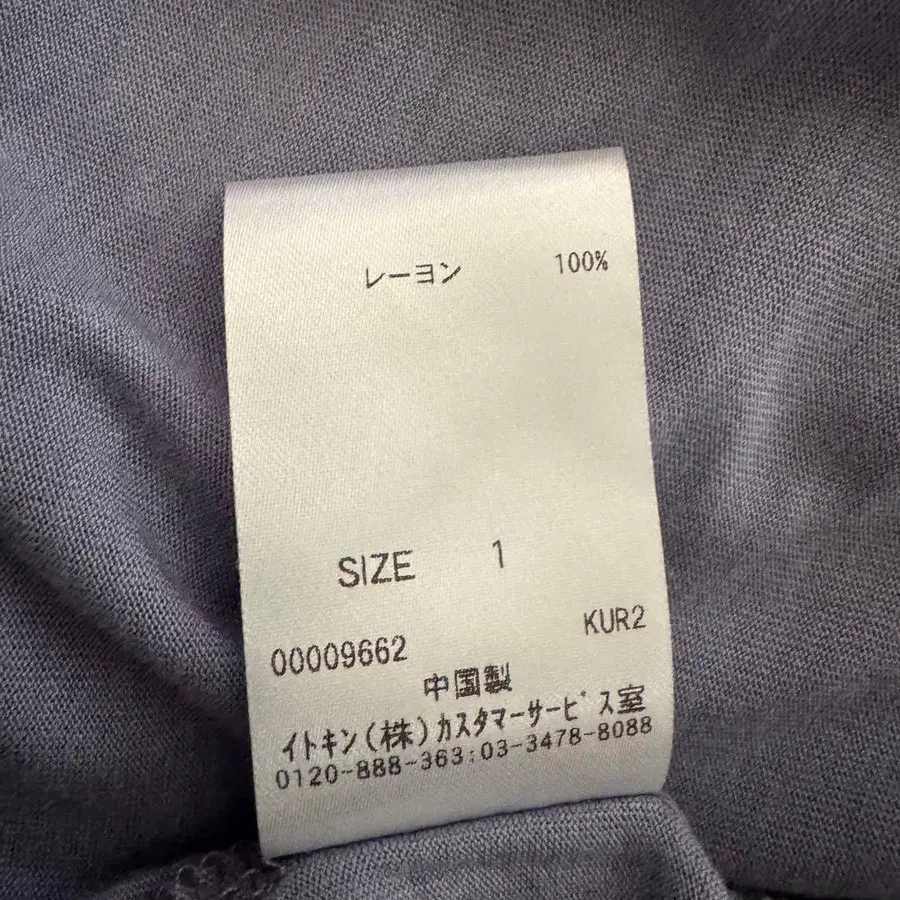 レーヨン 100%
SIZE 1
00009662 KUR2
中国製
イトキン(株)カスタマーサービス室
0120-888-363:03-3478-8088